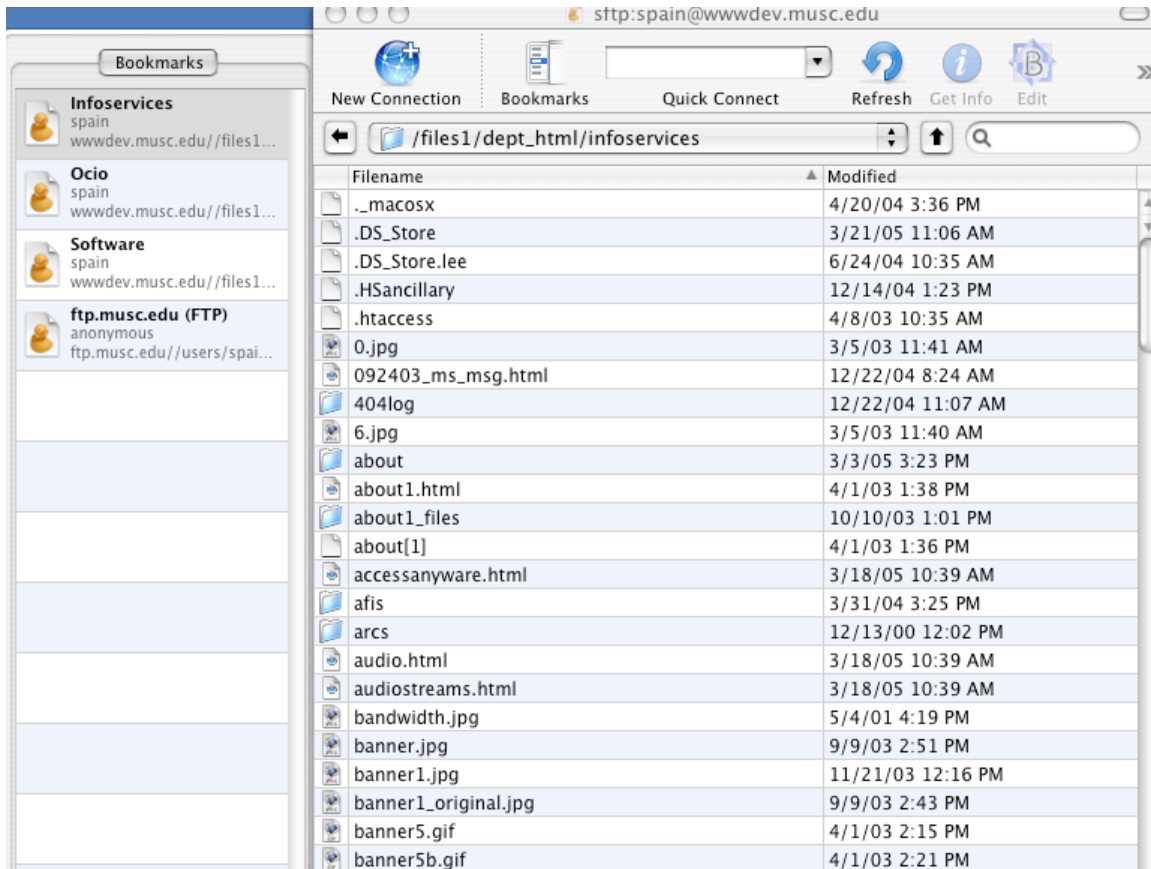 sftp:spain@wwwdev.musc.edu
Bookmarks
Infoservices
spain
wwwdev.musc.edu//files1...
Ocio
spain
wwwdev.musc.edu//files1...
Software
spain
wwwdev.musc.edu//files1...
ftp.musc.edu (FTP)
anonymous
ftp.musc.edu//users/spai...
New Connection Bookmarks Quick Connect Refresh Get Info Edit
/files1/dept_html/infoservices
Filename Modified
._macosx 4/20/04 3:36 PM
.DS_Store 3/21/05 11:06 AM
.DS_Store.lee 6/24/04 10:35 AM
.HSancillary 12/14/04 1:23 PM
.htaccess 4/8/03 10:35 AM
0.jpg 3/5/03 11:41 AM
092403_ms_msg.html 12/22/04 8:24 AM
404log 12/22/04 11:07 AM
6.jpg 3/5/03 11:40 AM
about 3/3/05 3:23 PM
about1.html 4/1/03 1:38 PM
about1_files 10/10/03 1:01 PM
about[1] 4/1/03 1:36 PM
accessanyware.html 3/18/05 10:39 AM
afis 3/31/04 3:25 PM
arcs 12/13/00 12:02 PM
audio.html 3/18/05 10:39 AM
audiostreams.html 3/18/05 10:39 AM
bandwidth.jpg 5/4/01 4:19 PM
banner.jpg 9/9/03 2:51 PM
banner1.jpg 11/21/03 12:16 PM
banner1_original.jpg 9/9/03 2:43 PM
banner5.gif 4/1/03 2:15 PM
banner5b.gif 4/1/03 2:21 PM